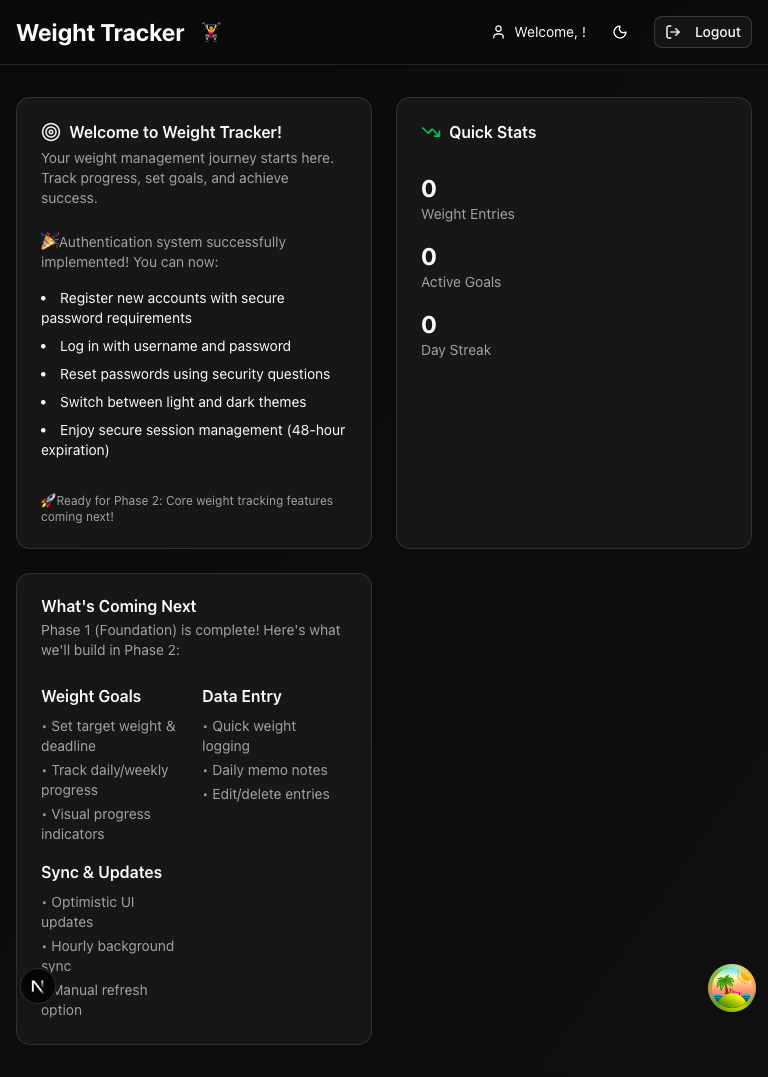 Weight Tracker 🏋️
Welcome, !
Logout
Welcome to Weight Tracker!
Your weight management journey starts here.
Track progress, set goals, and achieve
success.
🎉Authentication system successfully
implemented! You can now:
• Register new accounts with secure
password requirements
• Log in with username and password
• Reset passwords using security questions
• Switch between light and dark themes
• Enjoy secure session management (48-hour
expiration)
🚀Ready for Phase 2: Core weight tracking features
coming next!
Quick Stats
0
Weight Entries
0
Active Goals
0
Day Streak
What's Coming Next
Phase 1 (Foundation) is complete! Here's what
we'll build in Phase 2:
Weight Goals
• Set target weight &
deadline
• Track daily/weekly
progress
• Visual progress
indicators
Data Entry
• Quick weight
logging
• Daily memo notes
• Edit/delete entries
Sync & Updates
• Optimistic UI
updates
• Hourly background
sync
Manual refresh
option
N